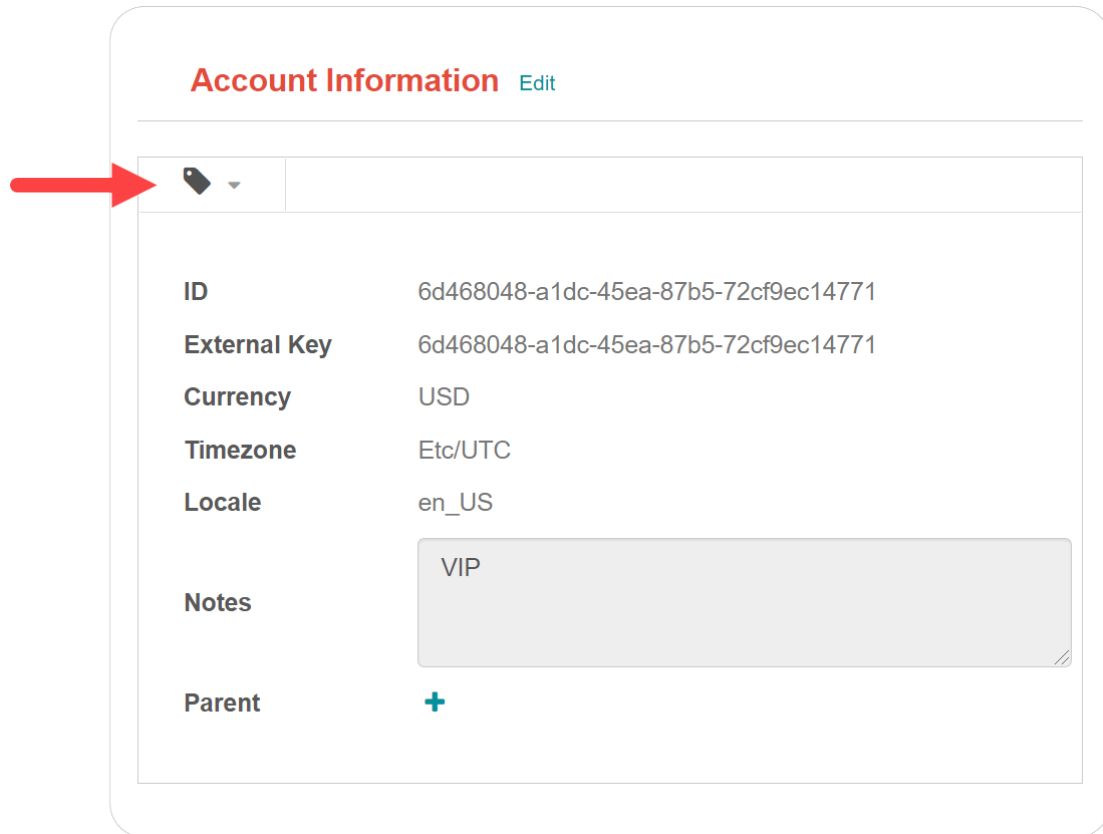 Account Information Edit
ID 6d468048-a1dc-45ea-87b5-72cf9ec14771
External Key 6d468048-a1dc-45ea-87b5-72cf9ec14771
Currency USD
Timezone Etc/UTC
Locale en_US
Notes VIP
Parent